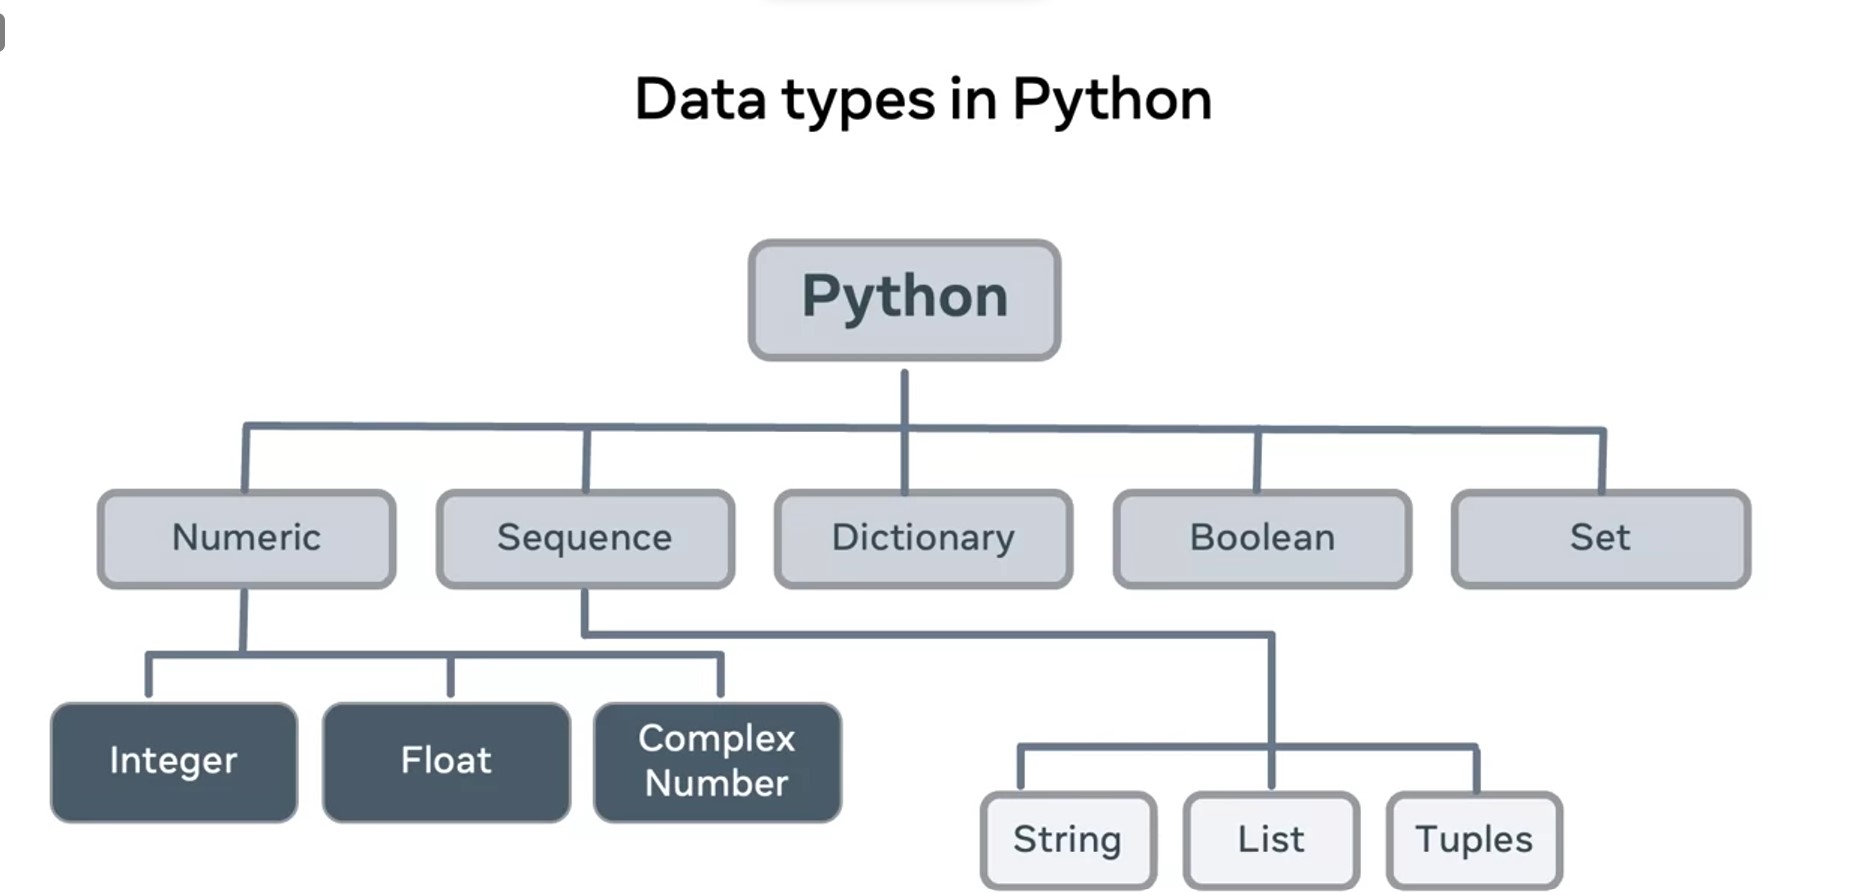 Data types in Python
Python
Numeric
Sequence
Dictionary
Boolean
Set
Integer
Float
Complex
Number
String
List
Tuples